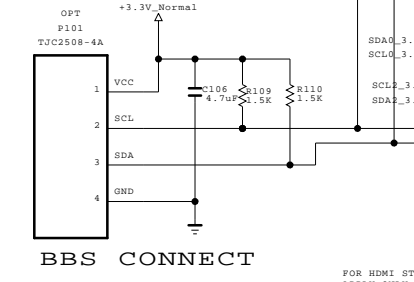 OPT
P101
TJC2508-4A
+3.3V_Normal
1
VCC
C106
4.7uF
R109
1.5K
R110
1.5K
2
SCL
3
SDA
4
GND
SDA0_3.
SCL0_3.
SCL2_3.
SDA2_3.
BBS CONNECT
FOR HDMI ST